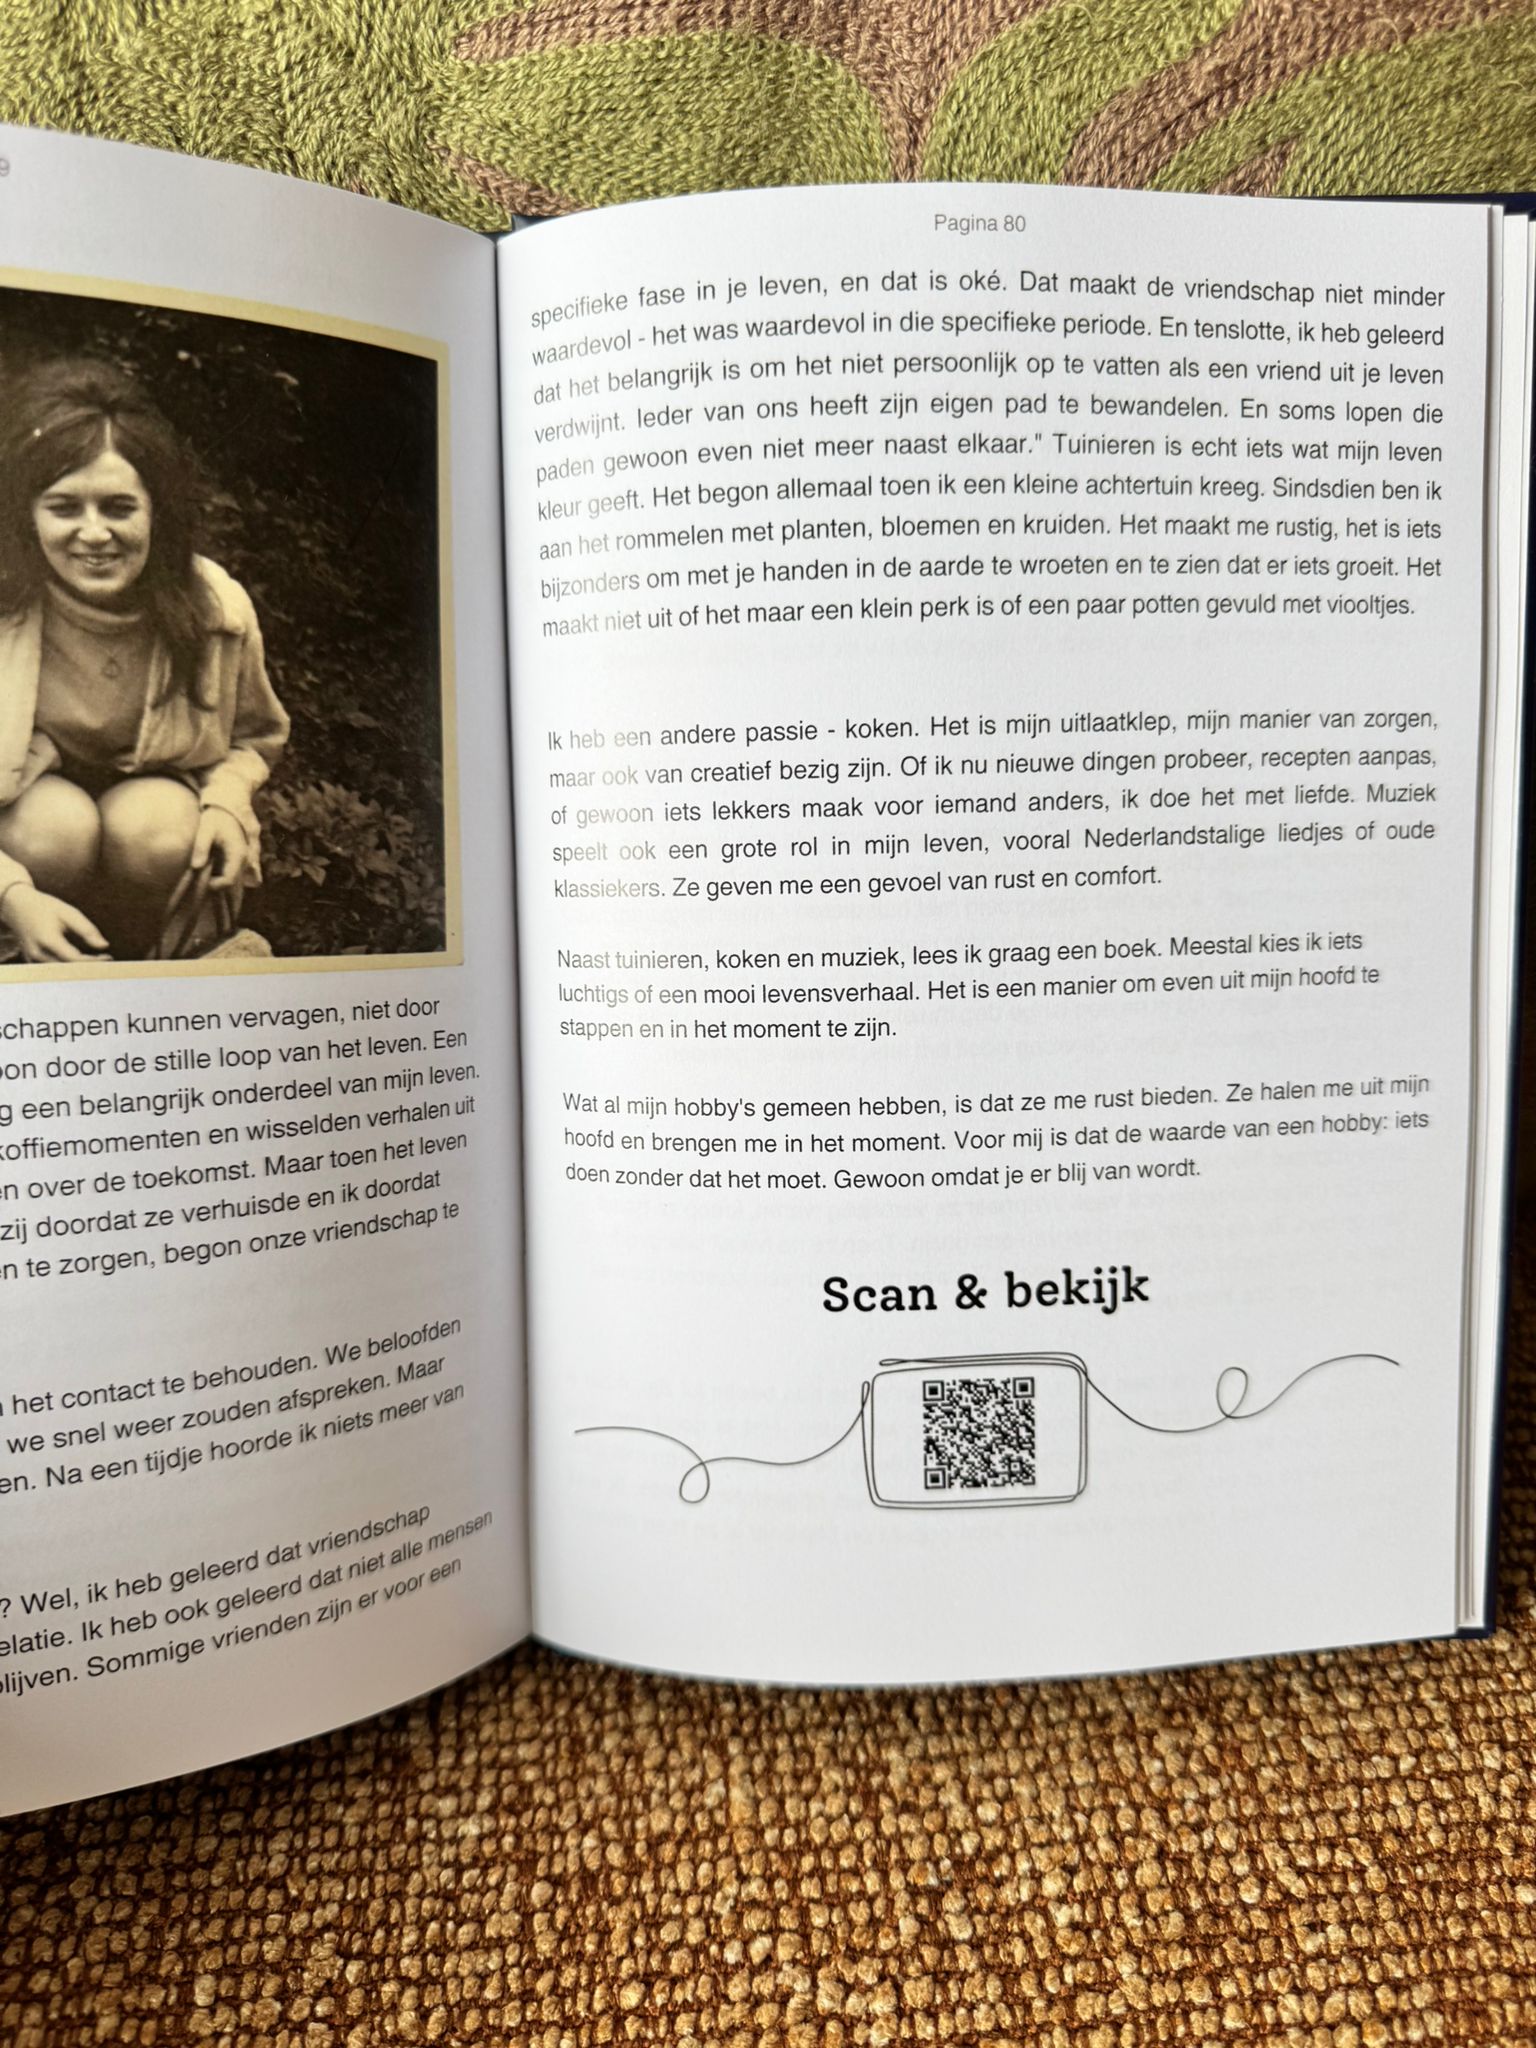 9
schappen kunnen vervagen, niet door
oon door de stille loop van het leven. Een
g een belangrijk onderdeel van mijn leven.
koffiemomenten en wisselden verhalen uit
en over de toekomst. Maar toen het leven
zij doordat ze verhuisde en ik doordat
en te zorgen, begon onze vriendschap te
het contact te behouden. We beloofden
we snel weer zouden afspreken. Maar
en. Na een tijdje hoorde ik niets meer van
? Wel, ik heb geleerd dat vriendschap
elatie. Ik heb ook geleerd dat niet alle mensen
blijven. Sommige vrienden zijn er voor een
Pagina 80
specifieke fase in je leven, en dat is oké. Dat maakt de vriendschap niet minder
waardevol - het was waardevol in die specifieke periode. En tenslotte, ik heb geleerd
dat het belangrijk is om het niet persoonlijk op te vatten als een vriend uit je leven
verdwijnt. Ieder van ons heeft zijn eigen pad te bewandelen. En soms lopen die
paden gewoon even niet meer naast elkaar." Tuinieren is echt iets wat mijn leven
kleur geeft. Het begon allemaal toen ik een kleine achtertuin kreeg. Sindsdien ben ik
aan het rommelen met planten, bloemen en kruiden. Het maakt me rustig, het is iets
bijzonders om met je handen in de aarde te wroeten en te zien dat er iets groeit. Het
maakt niet uit of het maar een klein perk is of een paar potten gevuld met viooltjes.
Ik heb een andere passie - koken. Het is mijn uitlaatklep, mijn manier van zorgen,
maar ook van creatief bezig zijn. Of ik nu nieuwe dingen probeer, recepten aanpas,
of gewoon iets lekkers maak voor iemand anders, ik doe het met liefde. Muziek
speelt ook een grote rol in mijn leven, vooral Nederlandstalige liedjes of oude
klassiekers. Ze geven me een gevoel van rust en comfort.
Naast tuinieren, koken en muziek, lees ik graag een boek. Meestal kies ik iets
luchtigs of een mooi levensverhaal. Het is een manier om even uit mijn hoofd te
stappen en in het moment te zijn.
Wat al mijn hobby's gemeen hebben, is dat ze me rust bieden. Ze halen me uit mijn
hoofd en brengen me in het moment. Voor mij is dat de waarde van een hobby: iets
doen zonder dat het moet. Gewoon omdat je er blij van wordt.
Scan & bekijk